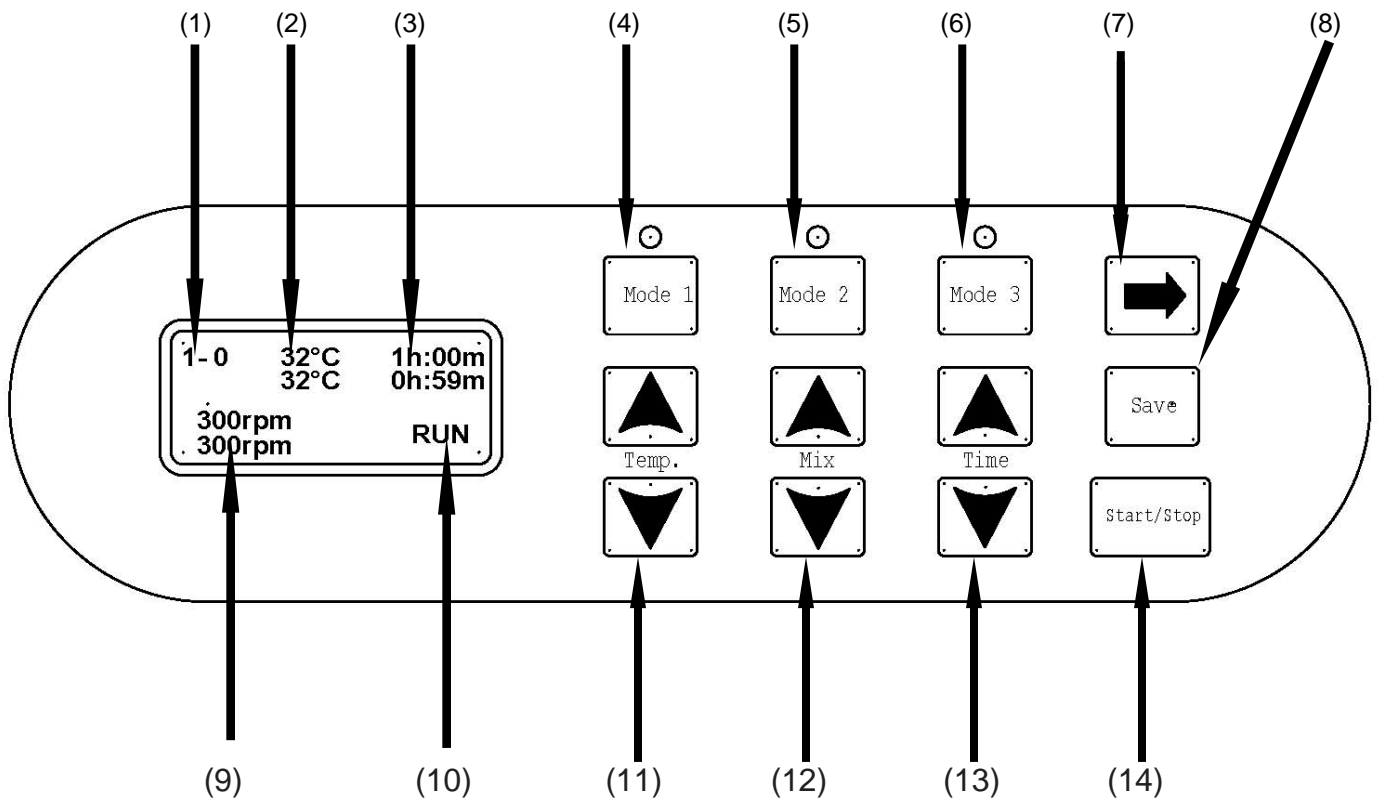 (1) (2) (3) (4) (5) (6) (7) (8)
Mode 1 Mode 2 Mode 3
1- 0 32°C 1h:00m
32°C 0h:59m
300rpm
300rpm RUN
Save
Temp. Mix Time
Start/Stop
(9) (10) (11) (12) (13) (14)